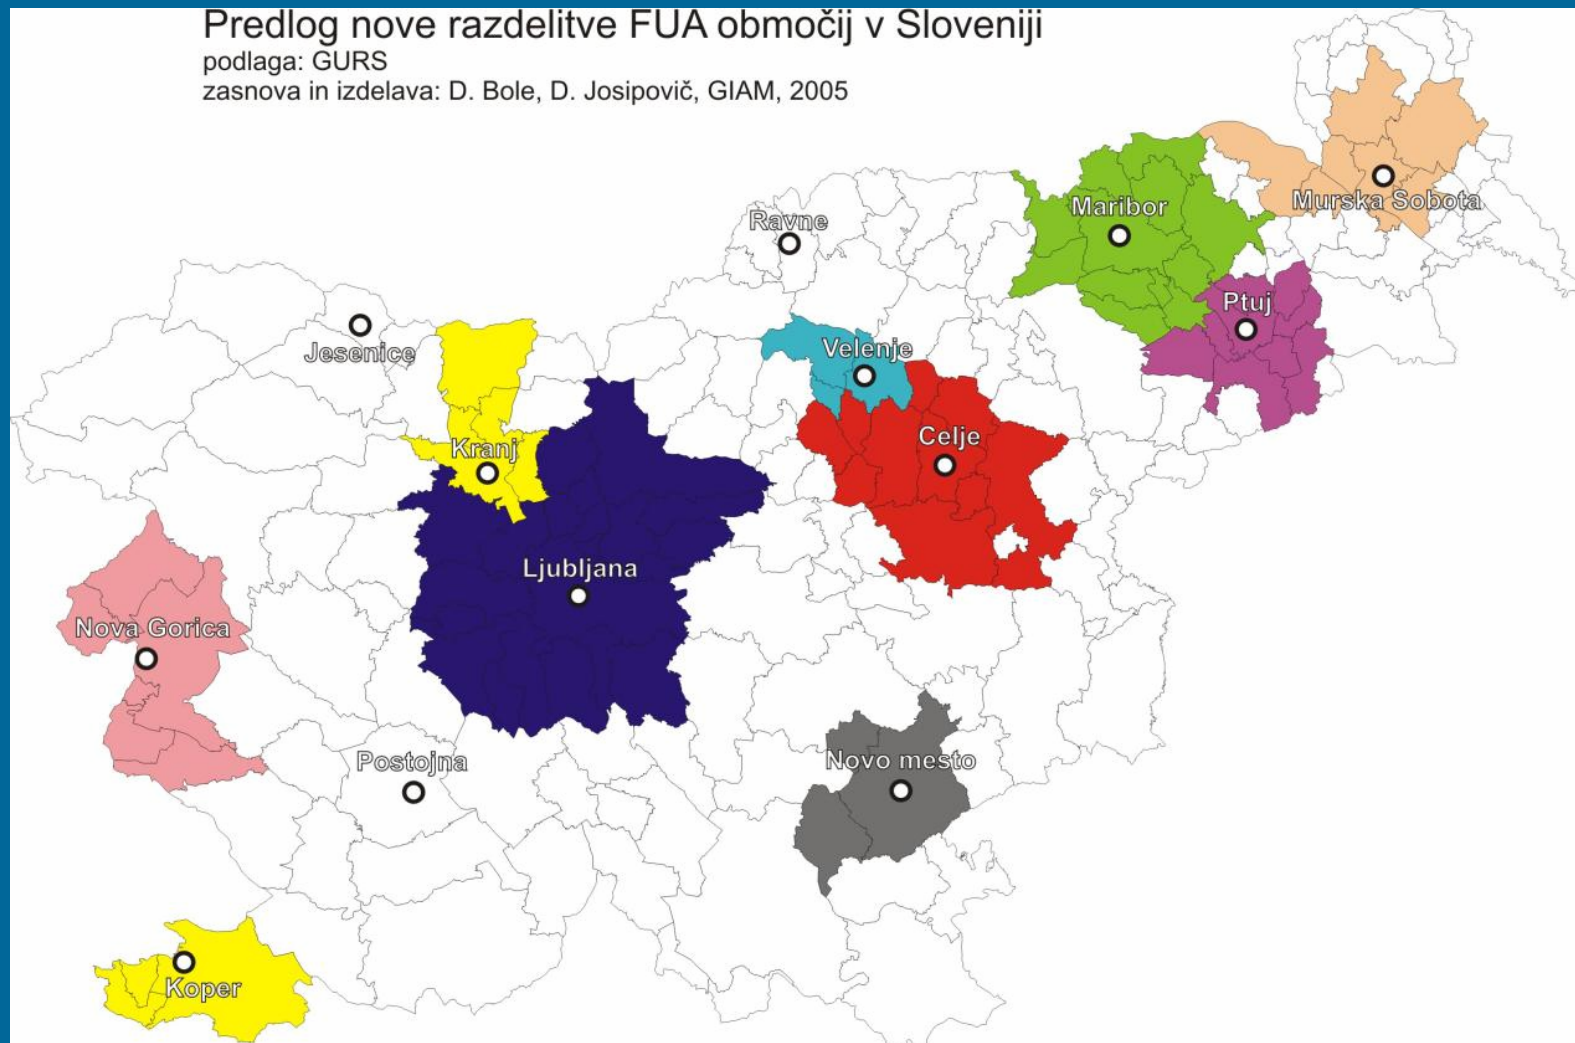 Predlog nove razdelitve FUA območij v Sloveniji
podlaga: GURS
zasnova in izdelava: D. Bole, D. Josipovič, GIAM, 2005
Murska Sobota
Maribor
Ravne
Ptuj
Jesenice
Velenje
Celje
Kranj
Ljubljana
Nova Gorica
Postojna
Novo mesto
Koper